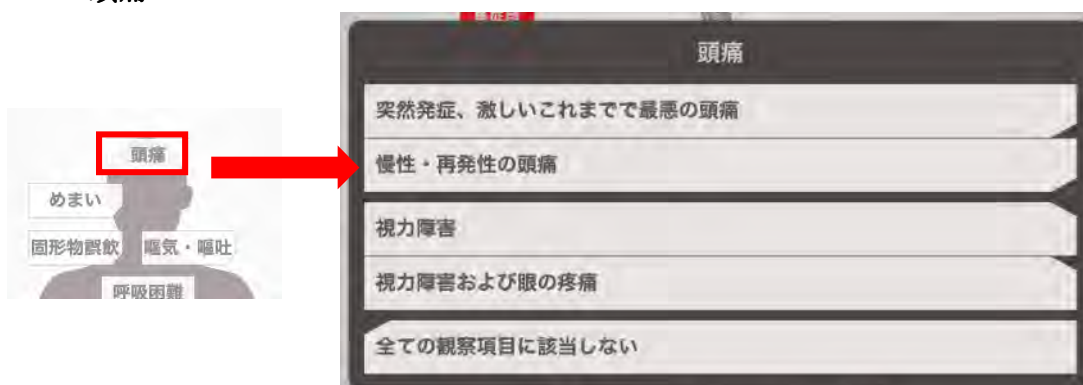 頭痛
めまい
固形物誤飲
嘔気・嘔吐
呼吸困難
頭痛
突然発症、激しいこれまでで最悪の頭痛
慢性・再発性の頭痛
視力障害
視力障害および眼の疼痛
全ての観察項目に該当しない